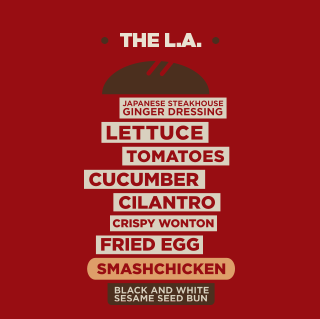 THE L.A.
JAPANESE STEAKHOUSE
GINGER DRESSING
LETTUCE
TOMATOES
CUCUMBER
CILANTRO
CRISPY WONTON
FRIED EGG
SMASHCHICKEN
BLACK AND WHITE
SESAME SEED BUN